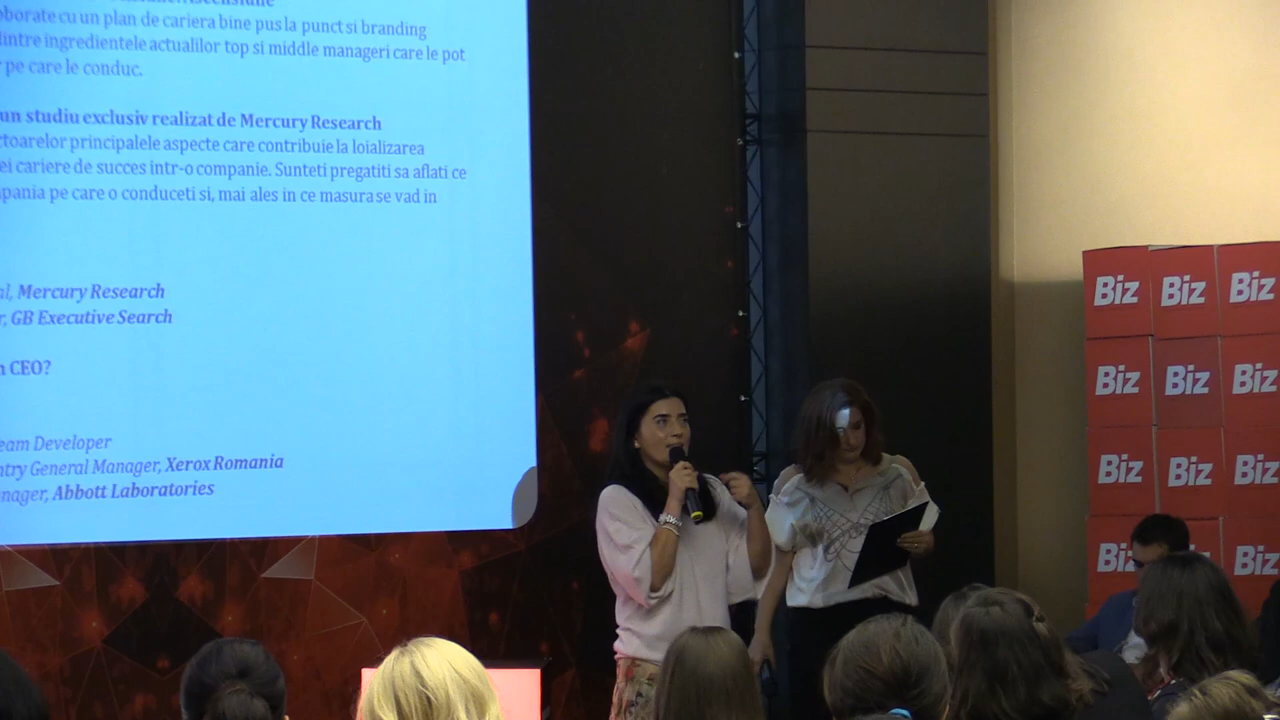 borate cu un plan de cariera bine pus la punct si branding
dintre ingredientele actualilor top si middle manageri care le pot
pe care le conduc.
un studiu exclusiv realizat de Mercury Research
ctoarelor principalele aspecte care contribuie la loializarea
ei cariere de succes intr-o companie. Sunteti pregatiti sa aflati ce
pania pe care o conduceti si, mai ales in ce masura se vad in
al, Mercury Research
r, GB Executive Search
n CEO?
eam Developer
ntry General Manager, Xerox Romania
nager, Abbott Laboratories
Biz Biz Biz
Biz Biz Biz
Biz Biz Biz
Biz Biz